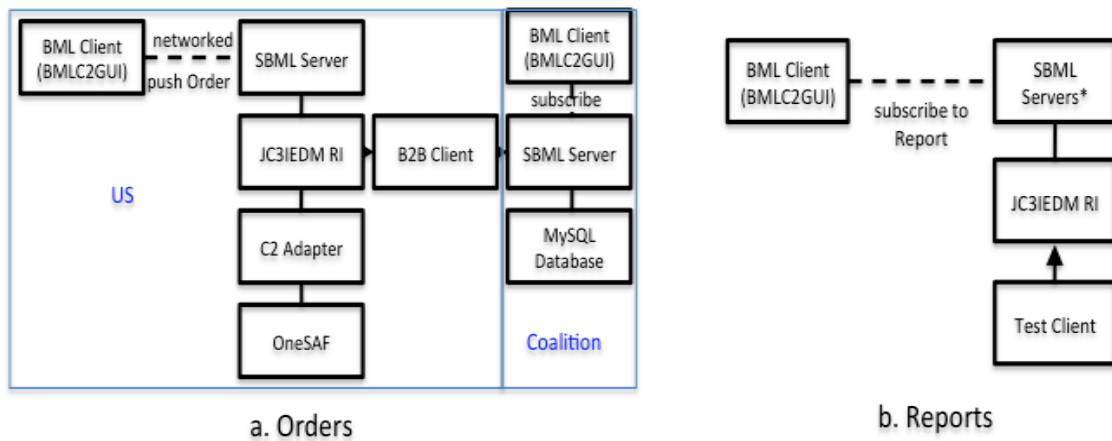 BML Client
(BMLC2GUI)
networked
push Order
SBML Server
BML Client
(BMLC2GUI)
subscribe
JC3IEDM RI
B2B Client
SBML Server
US
C2 Adapter
MySQL
Database
OneSAF
Coalition
a. Orders
BML Client
(BMLC2GUI)
subscribe to
Report
SBML
Servers*
JC3IEDM RI
Test Client
b. Reports